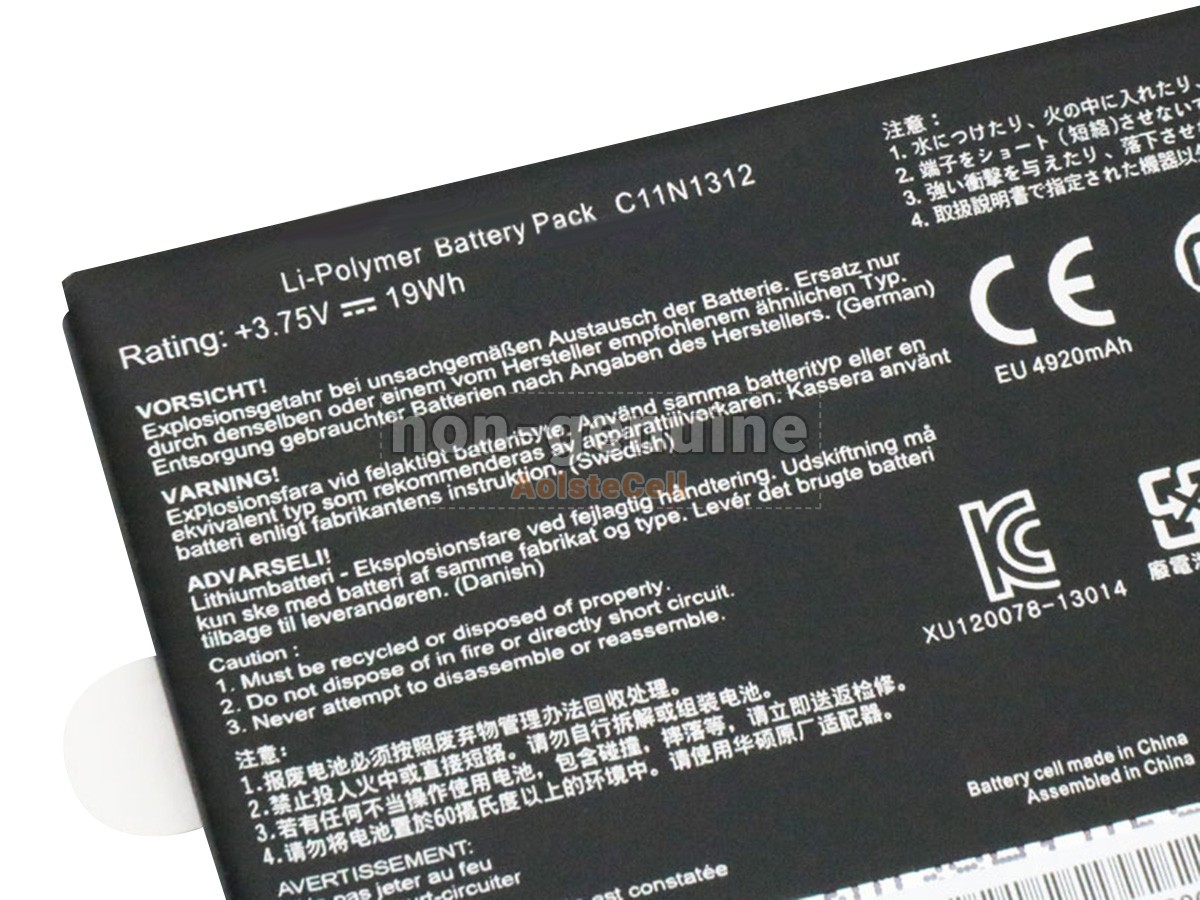 Li-Polymer Battery Pack C11N1312
Rating: +3.75V ⎓ 19Wh
VORSICHT!
Explosionsgetahr bei unsachgemäßen Austausch der Batterie. Ersatz nur
durch denselben oder einem vom Hersteller empfohlenem ähnlichen Typ.
Entsorgung gebrauchter Batterien nach Angaben des Herstellers. (German)
VARNING!
Explosionsfara vid felaktigt batteribyte. Använd samma batterityp eller en
ekvivalent typ som rekommenderas av apparattillverkaren. Kassera använt
batteri enligt fabrikantens instruktion. (Swedish)
ADVARSELI!
Lithiumbatteri - Eksplosionsfare ved fejlagtig håndtering. Udskiftning må
kun ske med batteri af samme fabrikat og type. Levér det brugte batteri
tilbage til leverandøren. (Danish)
Caution :
1. Must be recycled or disposed of properly.
2. Do not dispose of in fire or directly short circuit.
3. Never attempt to disassemble or reassemble.
注意:
1.报废电池必须按照废弃物管理办法回收处理。
2.禁止投入火中或直接短路。请勿自行拆解或组装电池。
3.若有任何不当操作使用电池，包含碰撞，摔落等，请立即送返检修。
4.请勿将电池置於60摄氏度以上的环境中。请使用华硕原厂适配器。
AVERTISSEMENT:
pas jeter au feu
-circuiter
est constatée
注意：
1. 水につけたり、火の中に入れたり、
2. 端子をショート（短絡)させない
3. 強い衝撃を与えたり、落下させ
4. 取扱説明書で指定された機器以
CE
EU 4920mAh
XU120078-13014
廢電池
Battery cell made in China
Assembled in China
non-genuine
AolsteCell